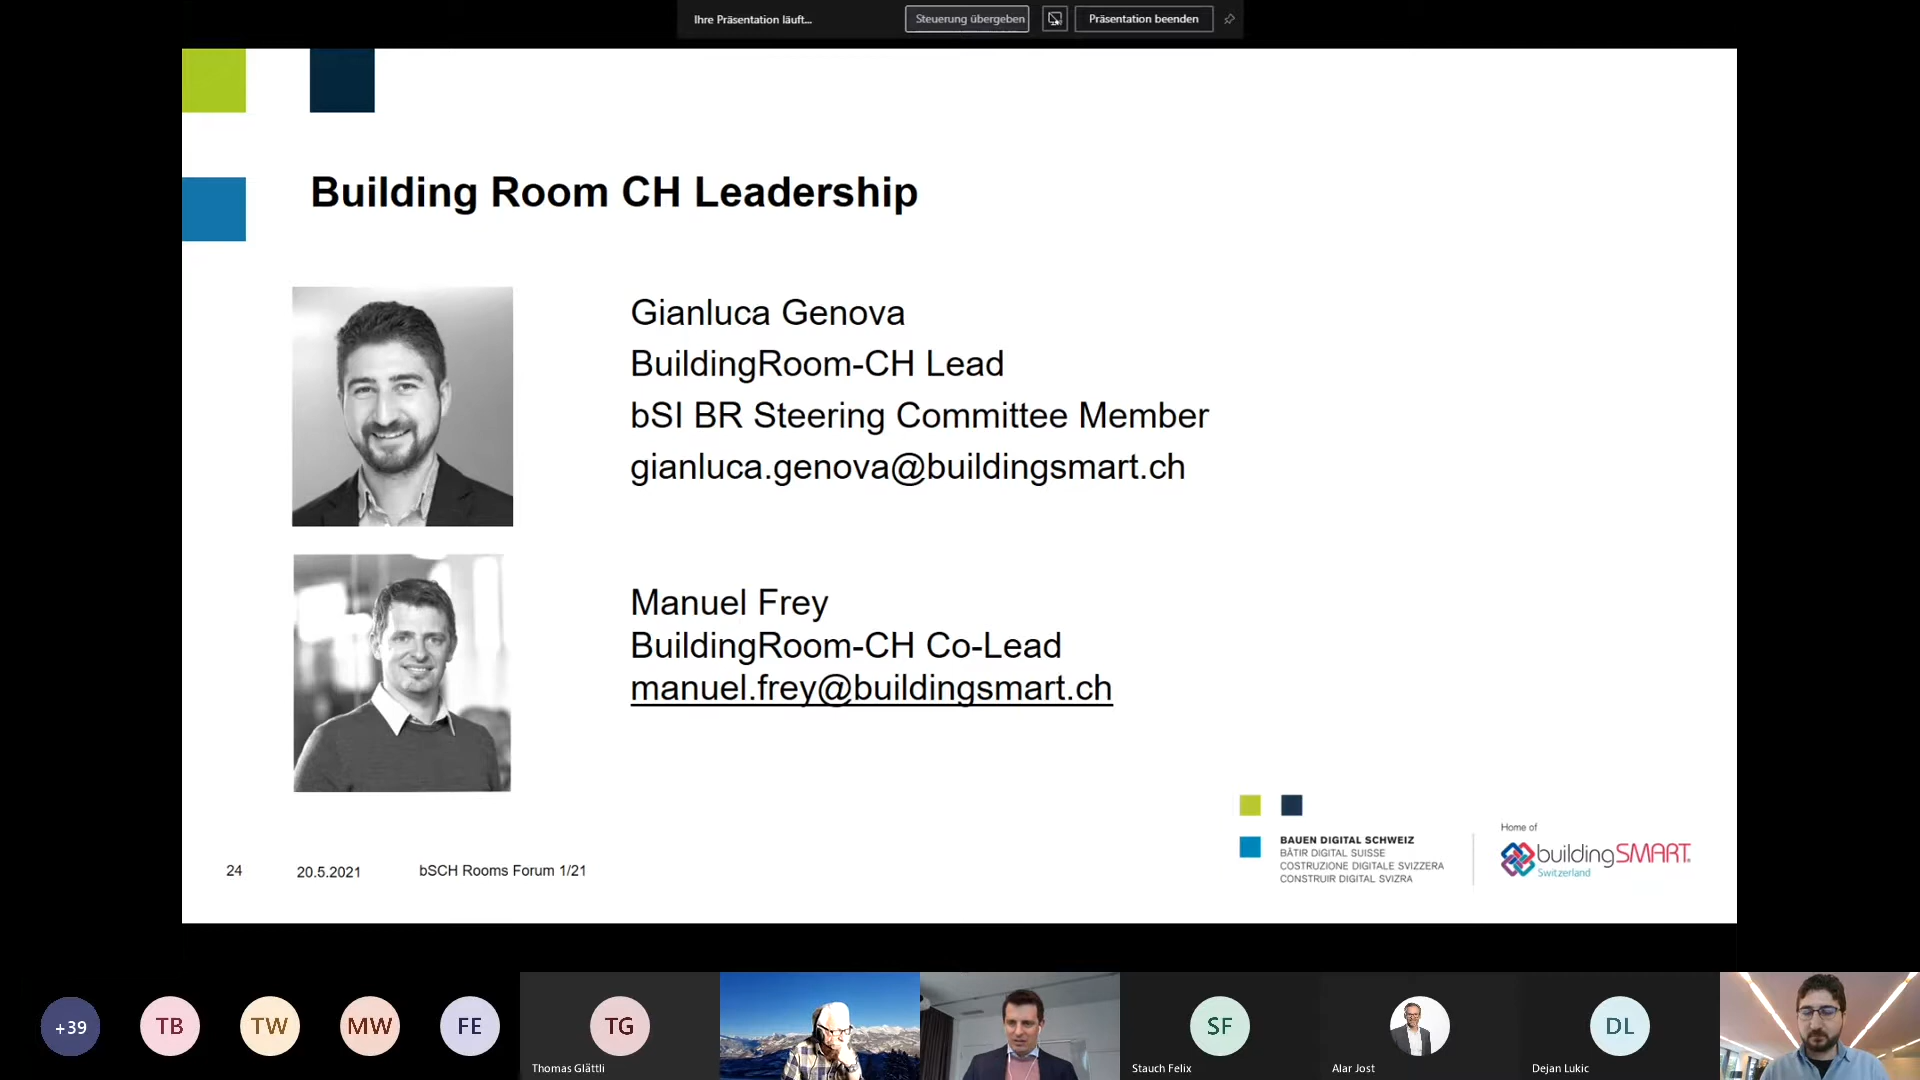 Ihre Präsentation läuft...
Steuerung übergeben
Präsentation beenden
Building Room CH Leadership
Gianluca Genova
BuildingRoom-CH Lead
bSI BR Steering Committee Member
gianluca.genova@buildingsmart.ch
Manuel Frey
BuildingRoom-CH Co-Lead
manuel.frey@buildingsmart.ch
24
20.5.2021
bSCH Rooms Forum 1/21
BAUEN DIGITAL SCHWEIZ
BÂTIR DIGITAL SUISSE
COSTRUZIONE DIGITALE SVIZZERA
CONSTRUIR DIGITAL SVIZRA
Home of
buildingSMART
Switzerland
+39
TB
TW
MW
FE
TG
Thomas Glättli
SF
Stauch Felix
Alar Jost
DL
Dejan Lukic